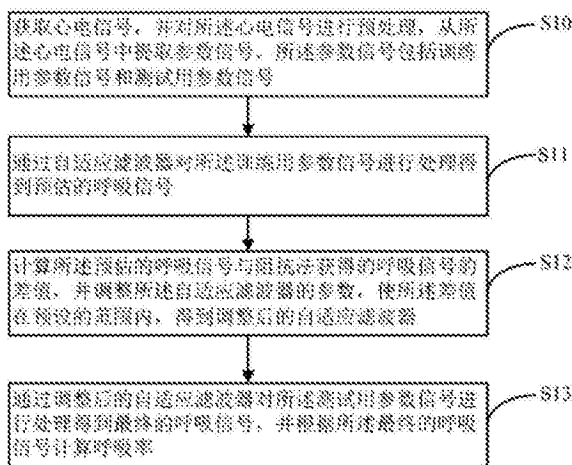 获取心电信号，并对所述心电信号进行预处理，从所
述心电信号中提取参数信号，所述参数信号包括训练
用参数信号和测试用参数信号
S10
通过自适应滤波器对所述训练用参数信号进行处理得
到预估的呼吸信号
S11
计算所述预估的呼吸信号与阻抗法获得的呼吸信号的
差值，并调整所述自适应滤波器的参数，使所述差值
在预设的范围内，得到调整后的自适应滤波器
S12
通过调整后的自适应滤波器对所述测试用参数信号进
行处理得到最终的呼吸信号，并根据所述最终的呼吸
信号计算呼吸率
S13